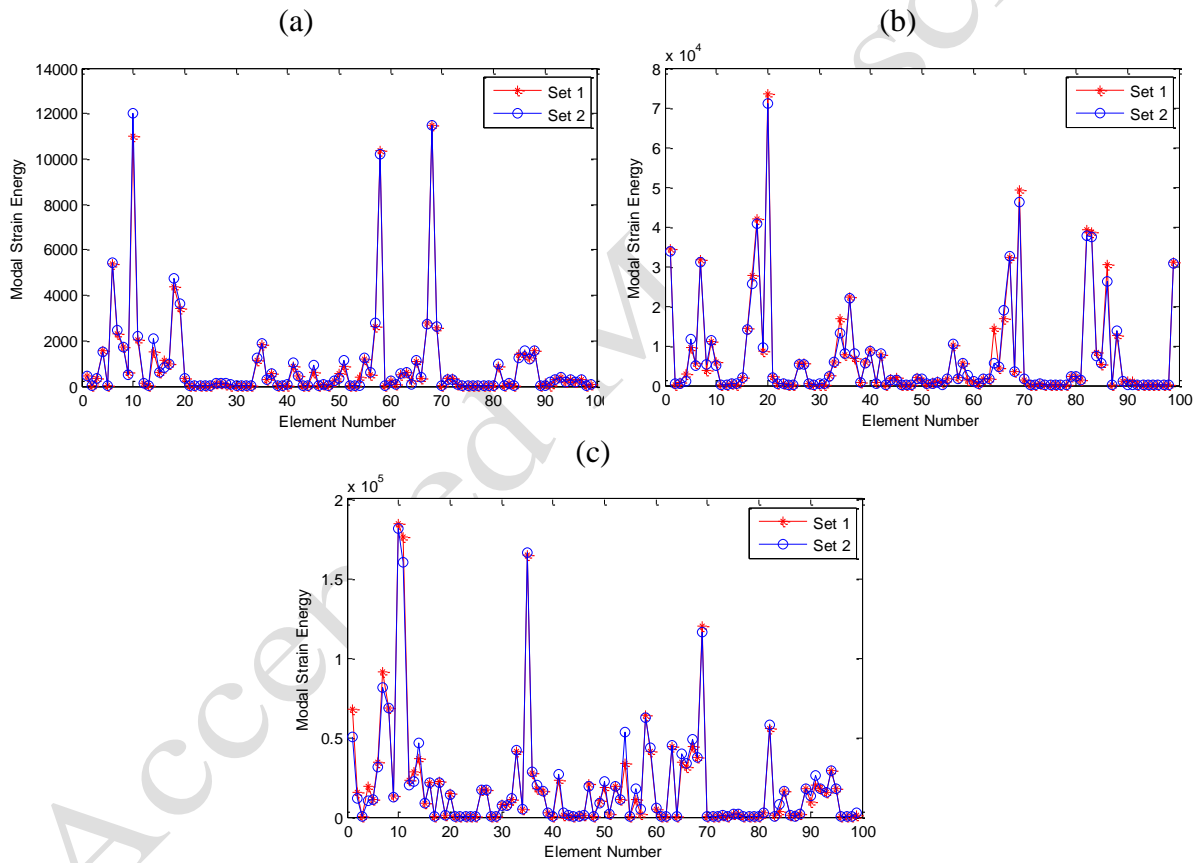 (a)
(b)
14000
12000
10000
8000
6000
4000
2000
0
0 10 20 30 40 50 60 70 80 90 100
Modal Strain Energy
Element Number
Set 1
Set 2
x 10^4
8
7
6
5
4
3
2
1
0
0 10 20 30 40 50 60 70 80 90 100
Modal Strain Energy
Element Number
Set 1
Set 2
(c)
x 10^5
2
1.5
1
0.5
0
0 10 20 30 40 50 60 70 80 90 100
Modal Strain Energy
Element Number
Set 1
Set 2
Accepted M